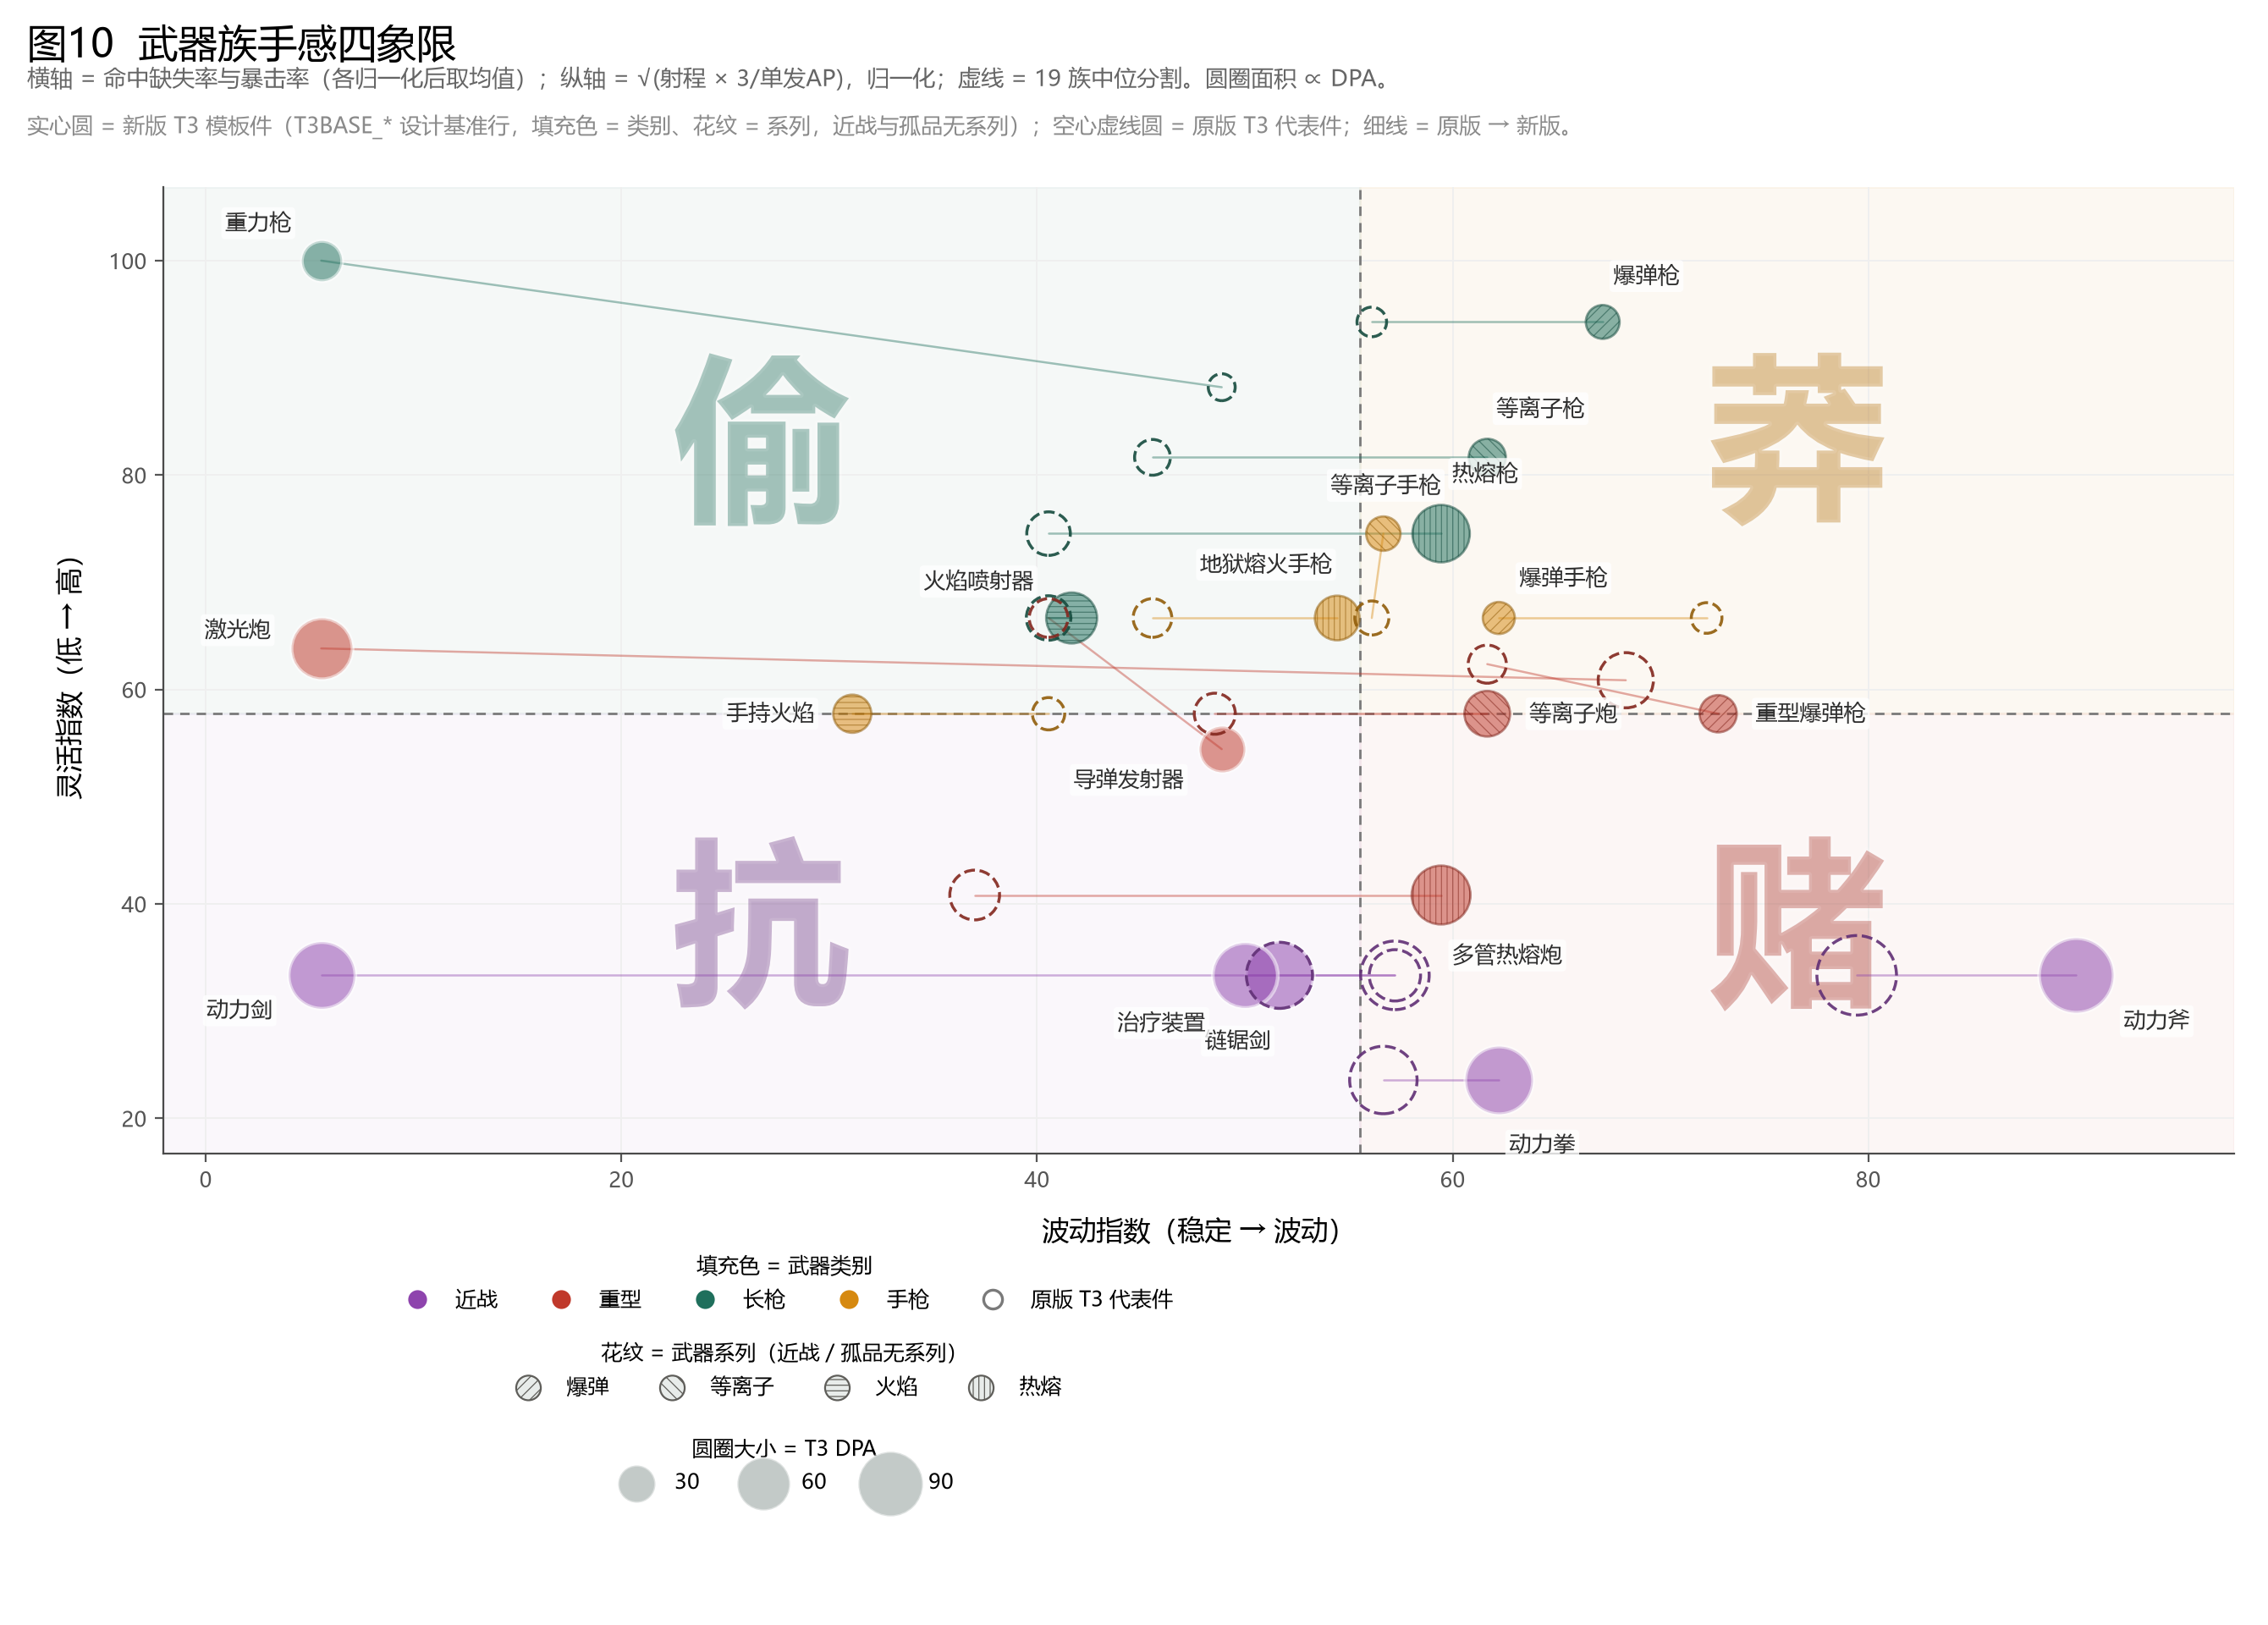 图10 武器族手感四象限
横轴 = 命中缺失率与暴击率（各归一化后取均值）；纵轴 = √(射程 × 3/单发AP)，归一化；虚线 = 19 族中位分割。圆圈面积 ∝ DPA。
实心圆 = 新版 T3 模板件（T3BASE_* 设计基准行，填充色 = 类别、花纹 = 系列，近战与孤品无系列）；空心虚线圆 = 原版 T3 代表件；细线 = 原版 → 新版。
重力枪
100
爆弹枪
偷
莽
等离子枪
80
热熔枪
等离子手枪
地狱熔火手枪
火焰喷射器
爆弹手枪
激光炮
60
手持火焰
等离子炮
重型爆弹枪
导弹发射器
灵活指数（低 → 高）
抗
赌
40
多管热熔炮
动力剑
治疗装置
链锯剑
动力斧
20
动力拳
0
20
40
60
80
波动指数（稳定 → 波动）
填充色 = 武器类别
近战
重型
长枪
手枪
原版 T3 代表件
花纹 = 武器系列（近战 / 孤品无系列）
爆弹
等离子
火焰
热熔
圆圈大小 = T3 DPA
30
60
90